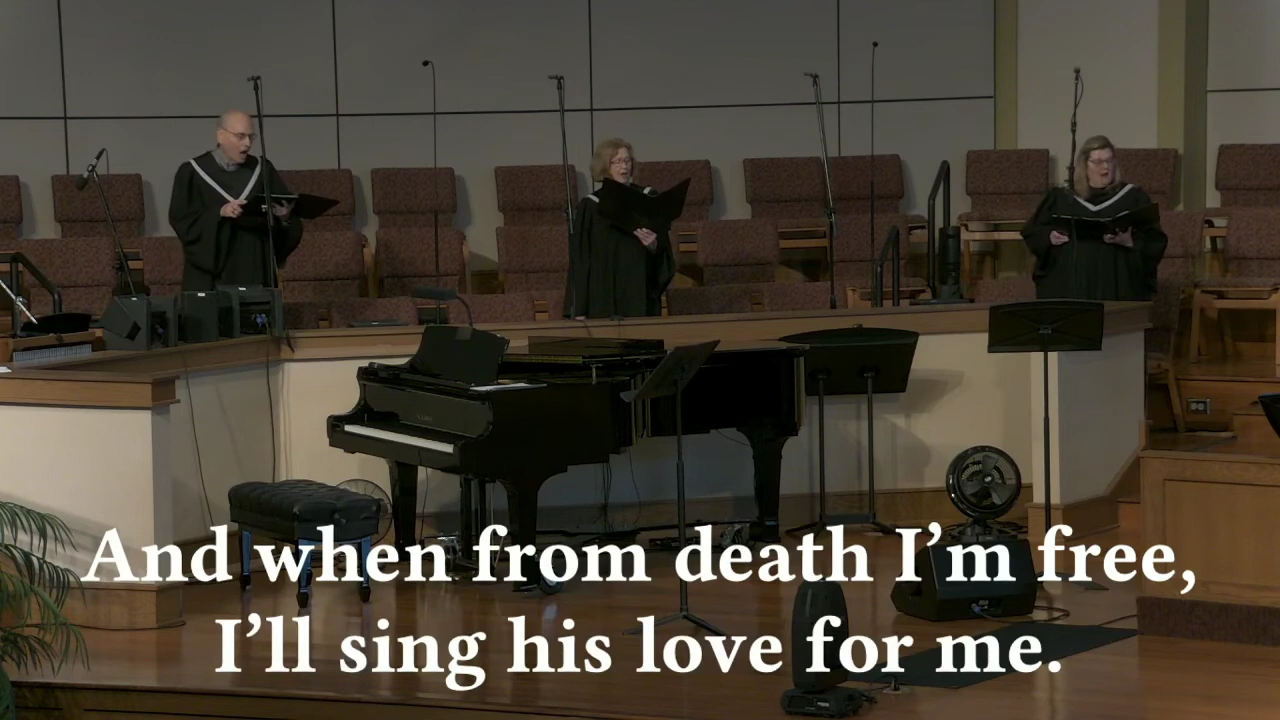 And when from death I’m free,
I’ll sing his love for me.